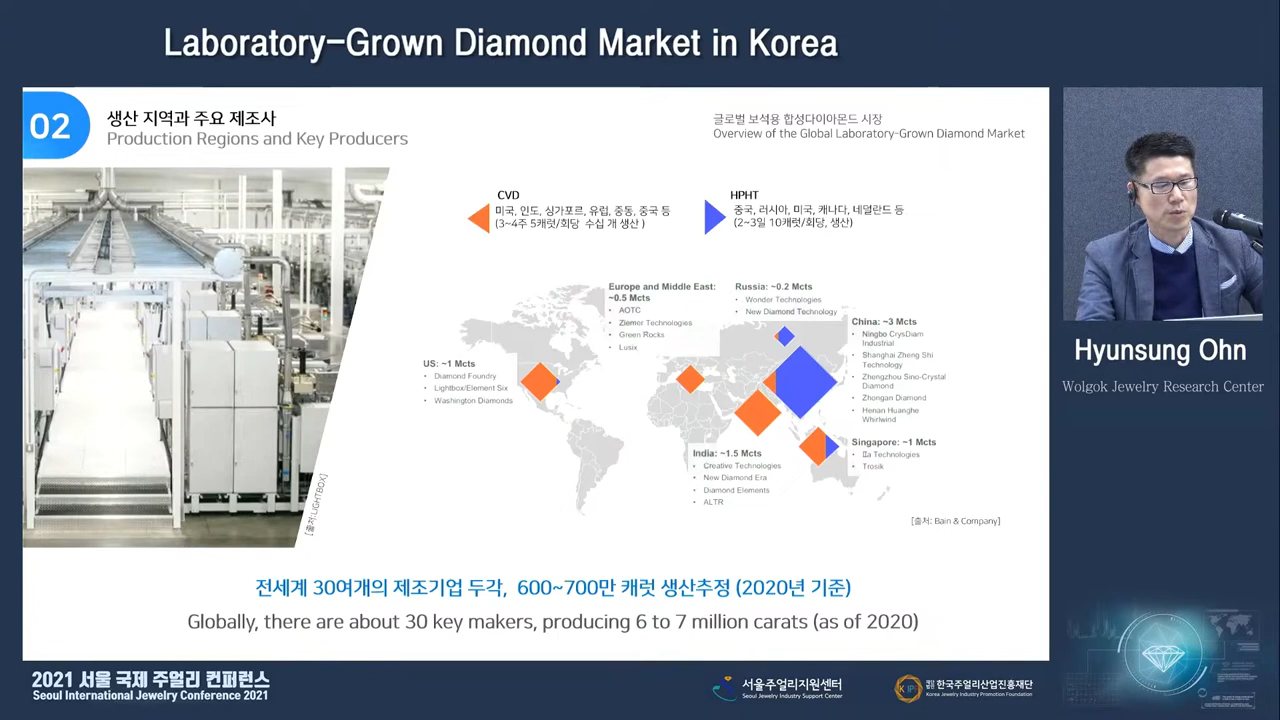 Laboratory-Grown Diamond Market in Korea
02
생산 지역과 주요 제조사
Production Regions and Key Producers
글로벌 보석용 합성다이아몬드 시장
Overview of the Global Laboratory-Grown Diamond Market
CVD
미국, 인도, 싱가포르, 유럽, 중동, 중국 등
(3~4주 5캐럿/회당 수십 개 생산 )
HPHT
중국, 러시아, 미국, 캐나다, 네덜란드 등
(2~3일 10캐럿/회당, 생산)
Europe and Middle East:
~0.5 Mcts
• AOTC
• Ziemer Technologies
• Green Rocks
• Lusix
Russia: ~0.2 Mcts
• Wonder Technologies
• New Diamond Technology
China: ~3 Mcts
• Ningbo CrysDiam
Industrial
• Shanghai Zheng Shi
Technology
• Zhengzhou Sino-Crystal
Diamond
• Zhongan Diamond
• Henan Huanghe
Whirlwind
US: ~1 Mcts
• Diamond Foundry
• Lightbox/Element Six
• Washington Diamonds
India: ~1.5 Mcts
• Creative Technologies
• New Diamond Era
• Diamond Elements
• ALTR
Singapore: ~1 Mcts
• IIa Technologies
• Trosik
[출처:LIGHTBOX]
[출처: Bain & Company]
전세계 30여개의 제조기업 두각, 600~700만 캐럿 생산추정 (2020년 기준)
Globally, there are about 30 key makers, producing 6 to 7 million carats (as of 2020)
Hyunsung Ohn
Wolgok Jewelry Research Center
2021 서울 국제 주얼리 컨퍼런스
Seoul International Jewelry Conference 2021
서울주얼리지원센터
Seoul Jewelry Industry Support Center
재단법인 한국주얼리산업진흥재단
Korea Jewelry Industry Promotion Foundation